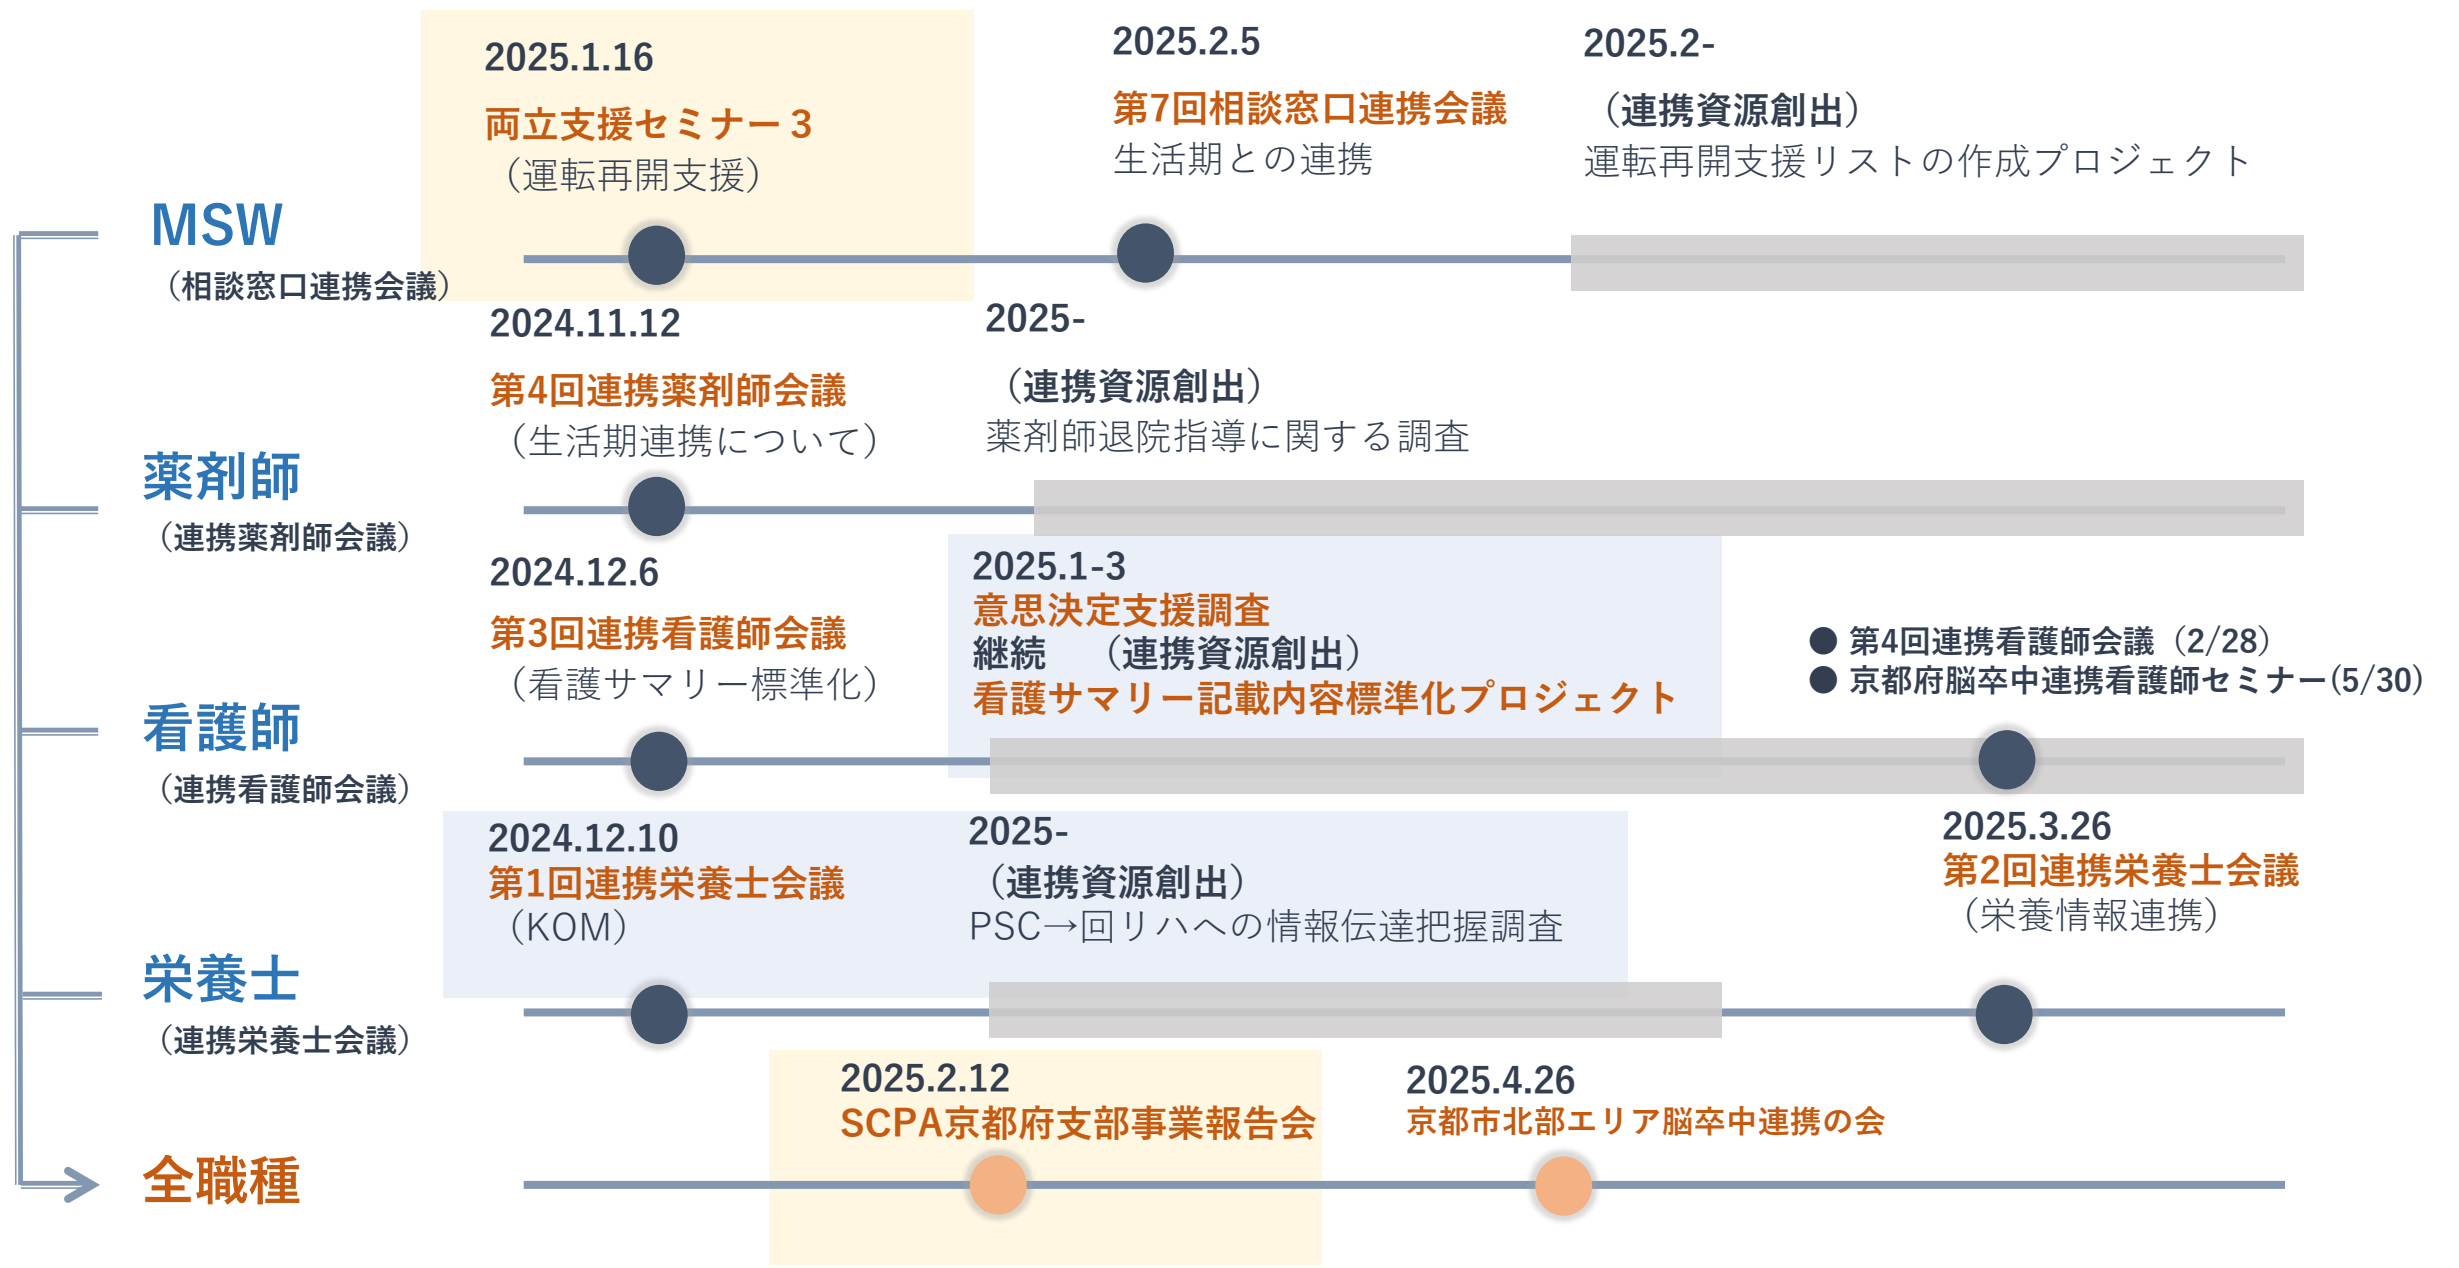 2025.1.16
両立支援セミナー３
（運転再開支援）
2025.2.5
第7回相談窓口連携会議
生活期との連携
2025.2-
（連携資源創出）
運転再開支援リストの作成プロジェクト
MSW
（相談窓口連携会議）
2024.11.12
第4回連携薬剤師会議
（生活期連携について）
2025-
（連携資源創出）
薬剤師退院指導に関する調査
薬剤師
（連携薬剤師会議）
2024.12.6
第3回連携看護師会議
（看護サマリー標準化）
2025.1-3
意思決定支援調査
継続　（連携資源創出）
看護サマリー記載内容標準化プロジェクト
● 第4回連携看護師会議（2/28）
● 京都府脳卒中連携看護師セミナー(5/30)
看護師
（連携看護師会議）
2024.12.10
第1回連携栄養士会議
（KOM）
2025-
（連携資源創出）
PSC→回リハへの情報伝達把握調査
2025.3.26
第2回連携栄養士会議
（栄養情報連携）
栄養士
（連携栄養士会議）
2025.2.12
SCPA京都府支部事業報告会
2025.4.26
京都市北部エリア脳卒中連携の会
全職種